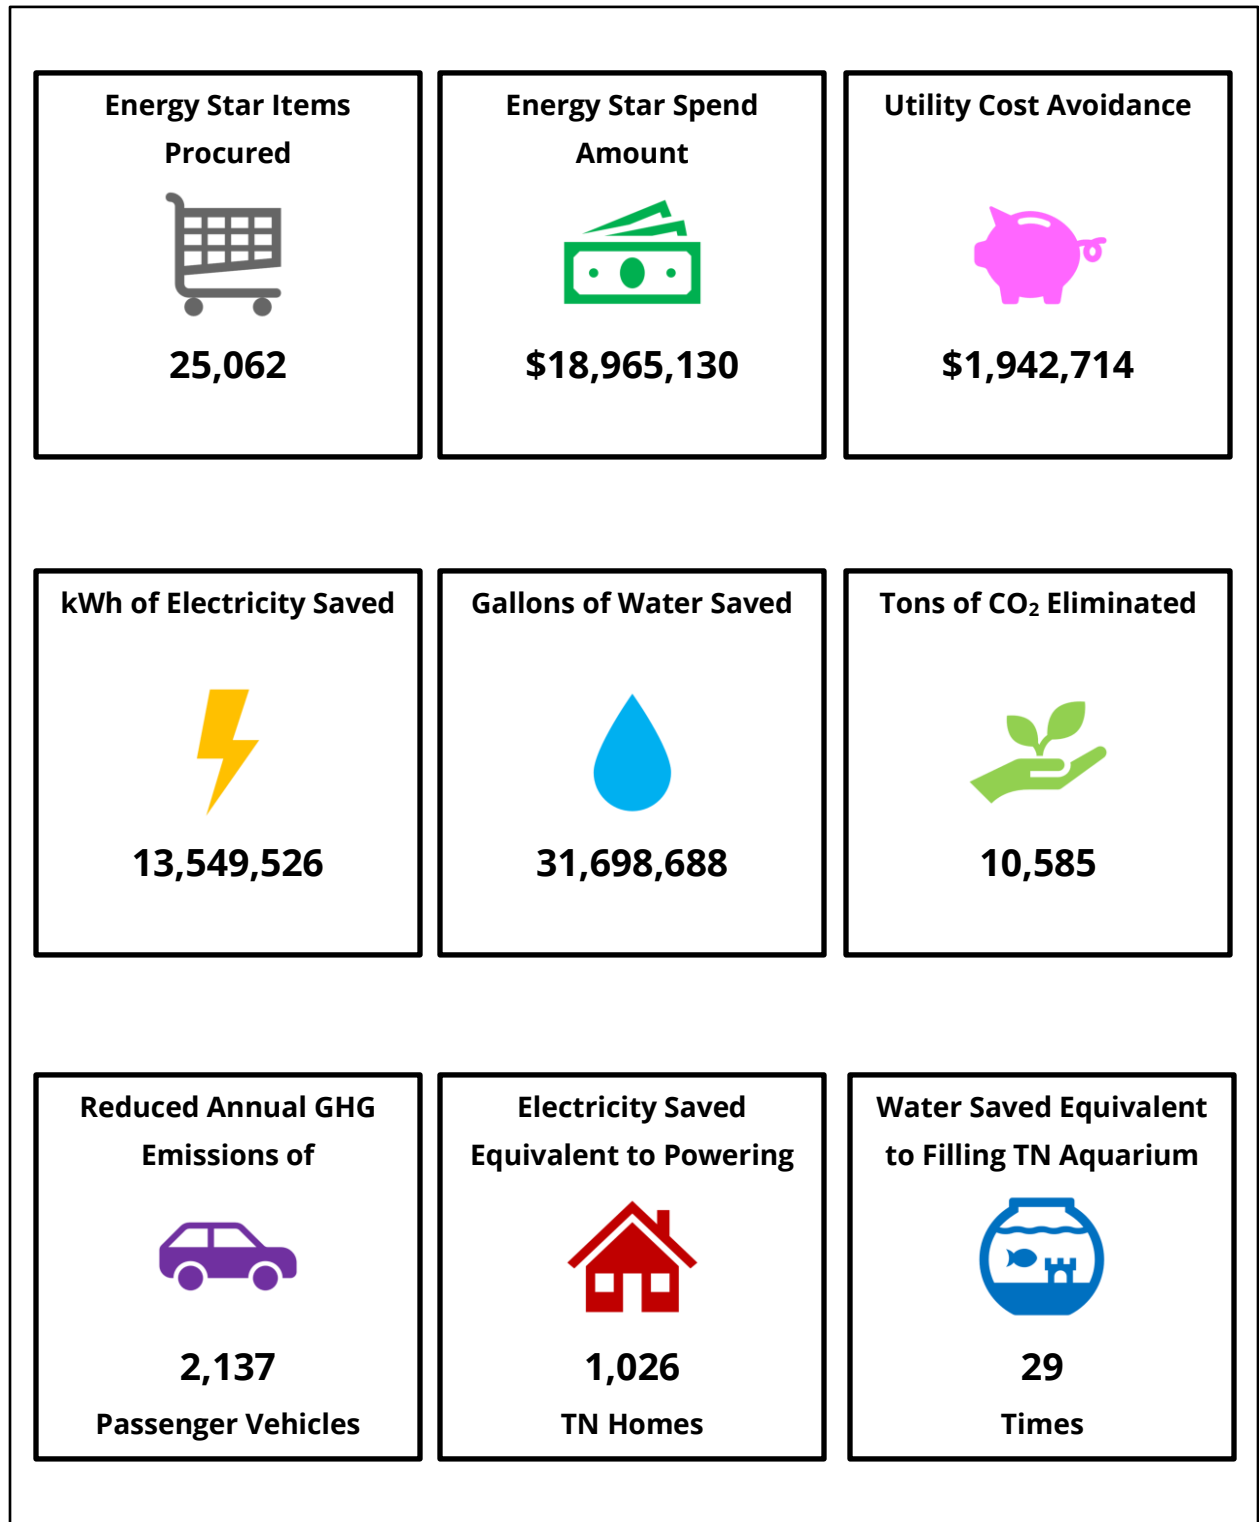 Energy Star Items
Procured
25,062
Energy Star Spend
Amount
$18,965,130
Utility Cost Avoidance
$1,942,714
kWh of Electricity Saved
13,549,526
Gallons of Water Saved
31,698,688
Tons of CO₂ Eliminated
10,585
Reduced Annual GHG
Emissions of
2,137
Passenger Vehicles
Electricity Saved
Equivalent to Powering
1,026
TN Homes
Water Saved Equivalent
to Filling TN Aquarium
29
Times